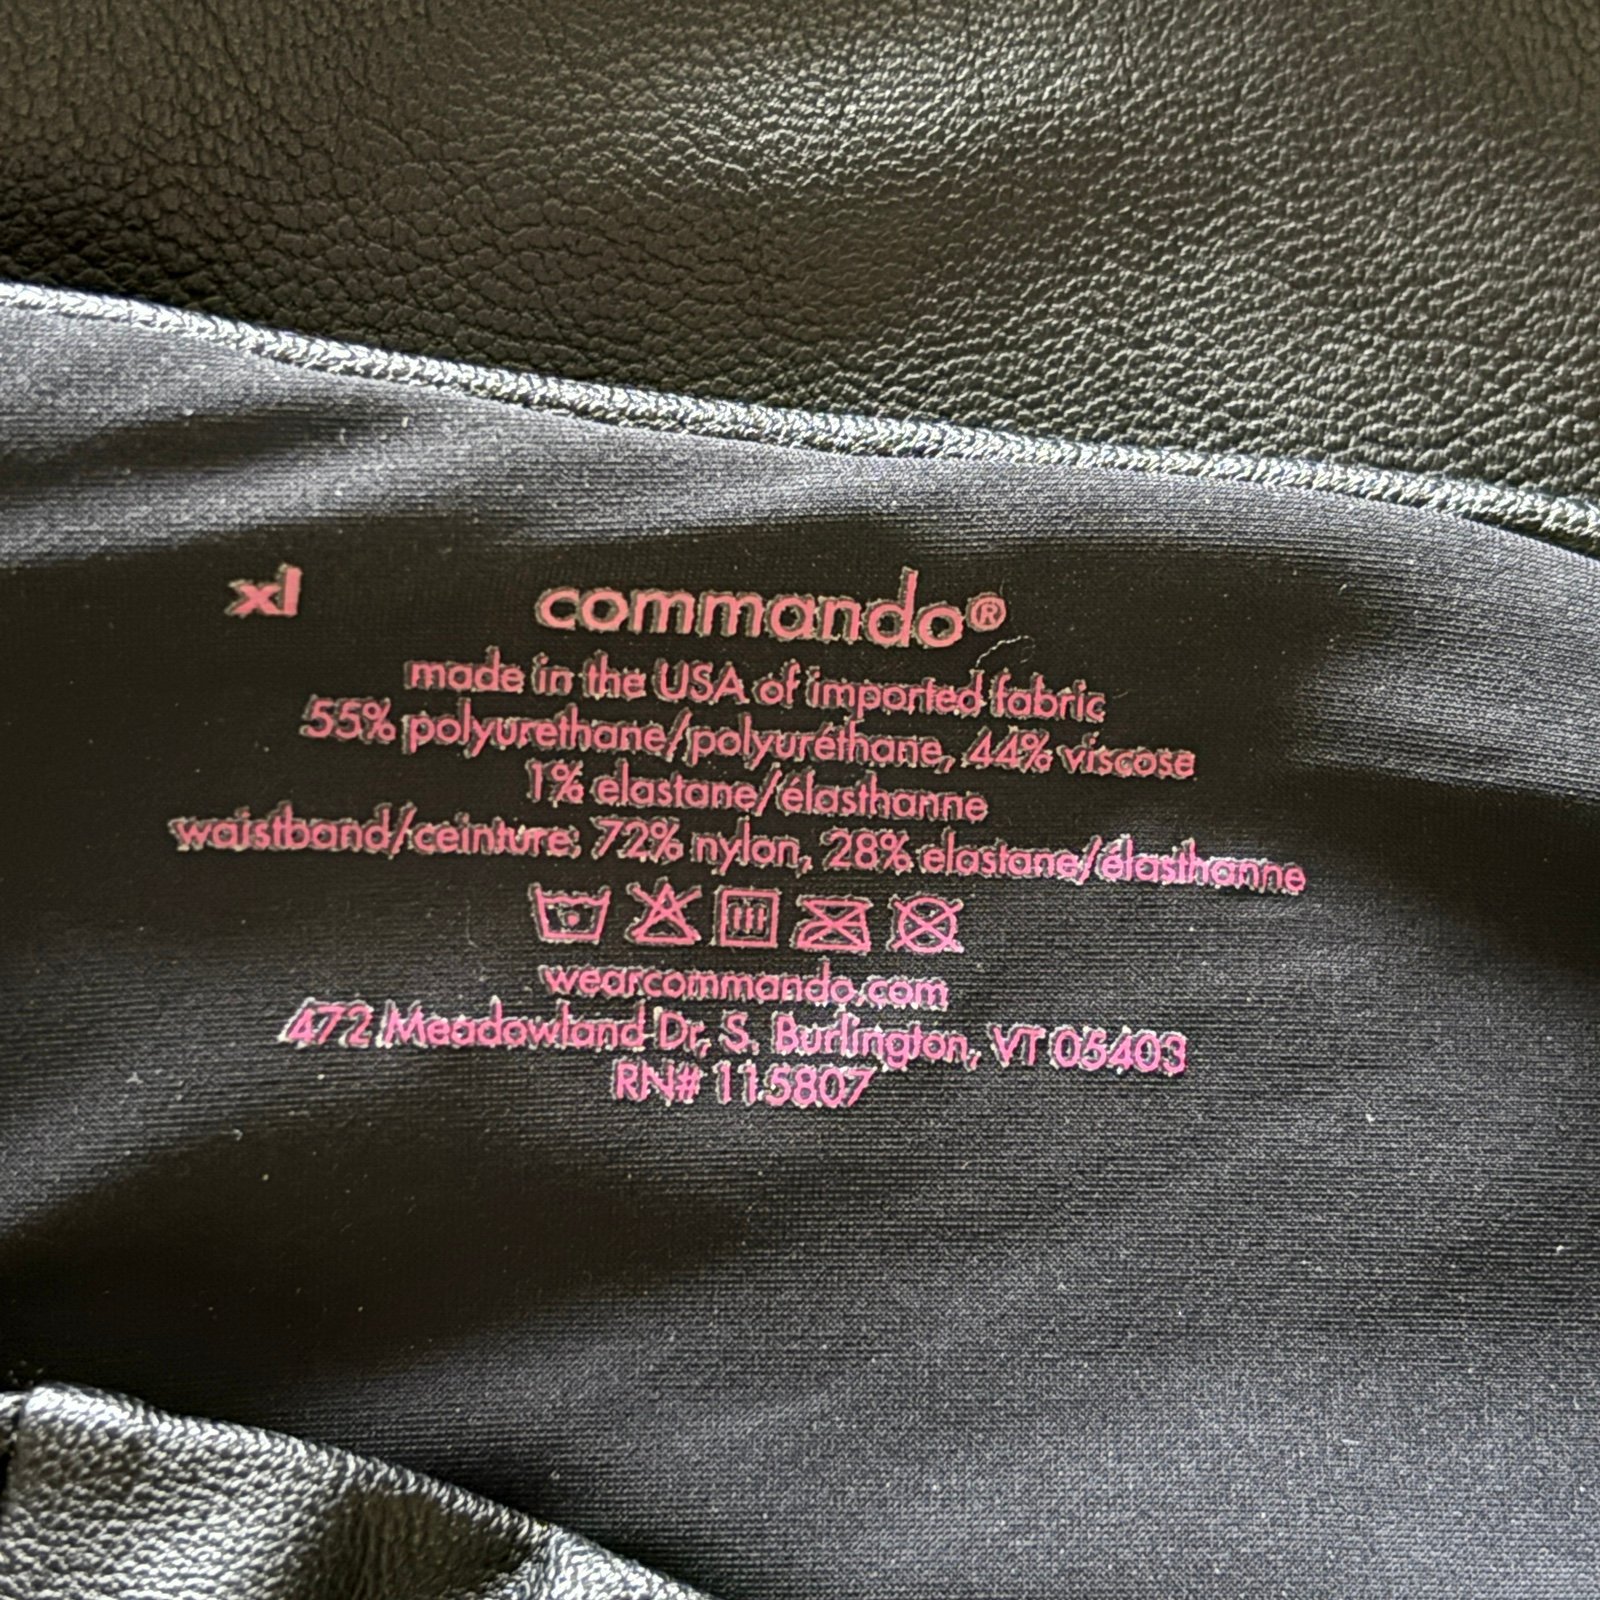 xl commando®
made in the USA of imported fabric
55% polyurethane/polyuréthane, 44% viscose
1% elastane/élasthanne
waistband/ceinture: 72% nylon, 28% elastane/élasthanne
wearcommando.com
472 Meadowland Dr, S. Burlington, VT 05403
RN# 115807